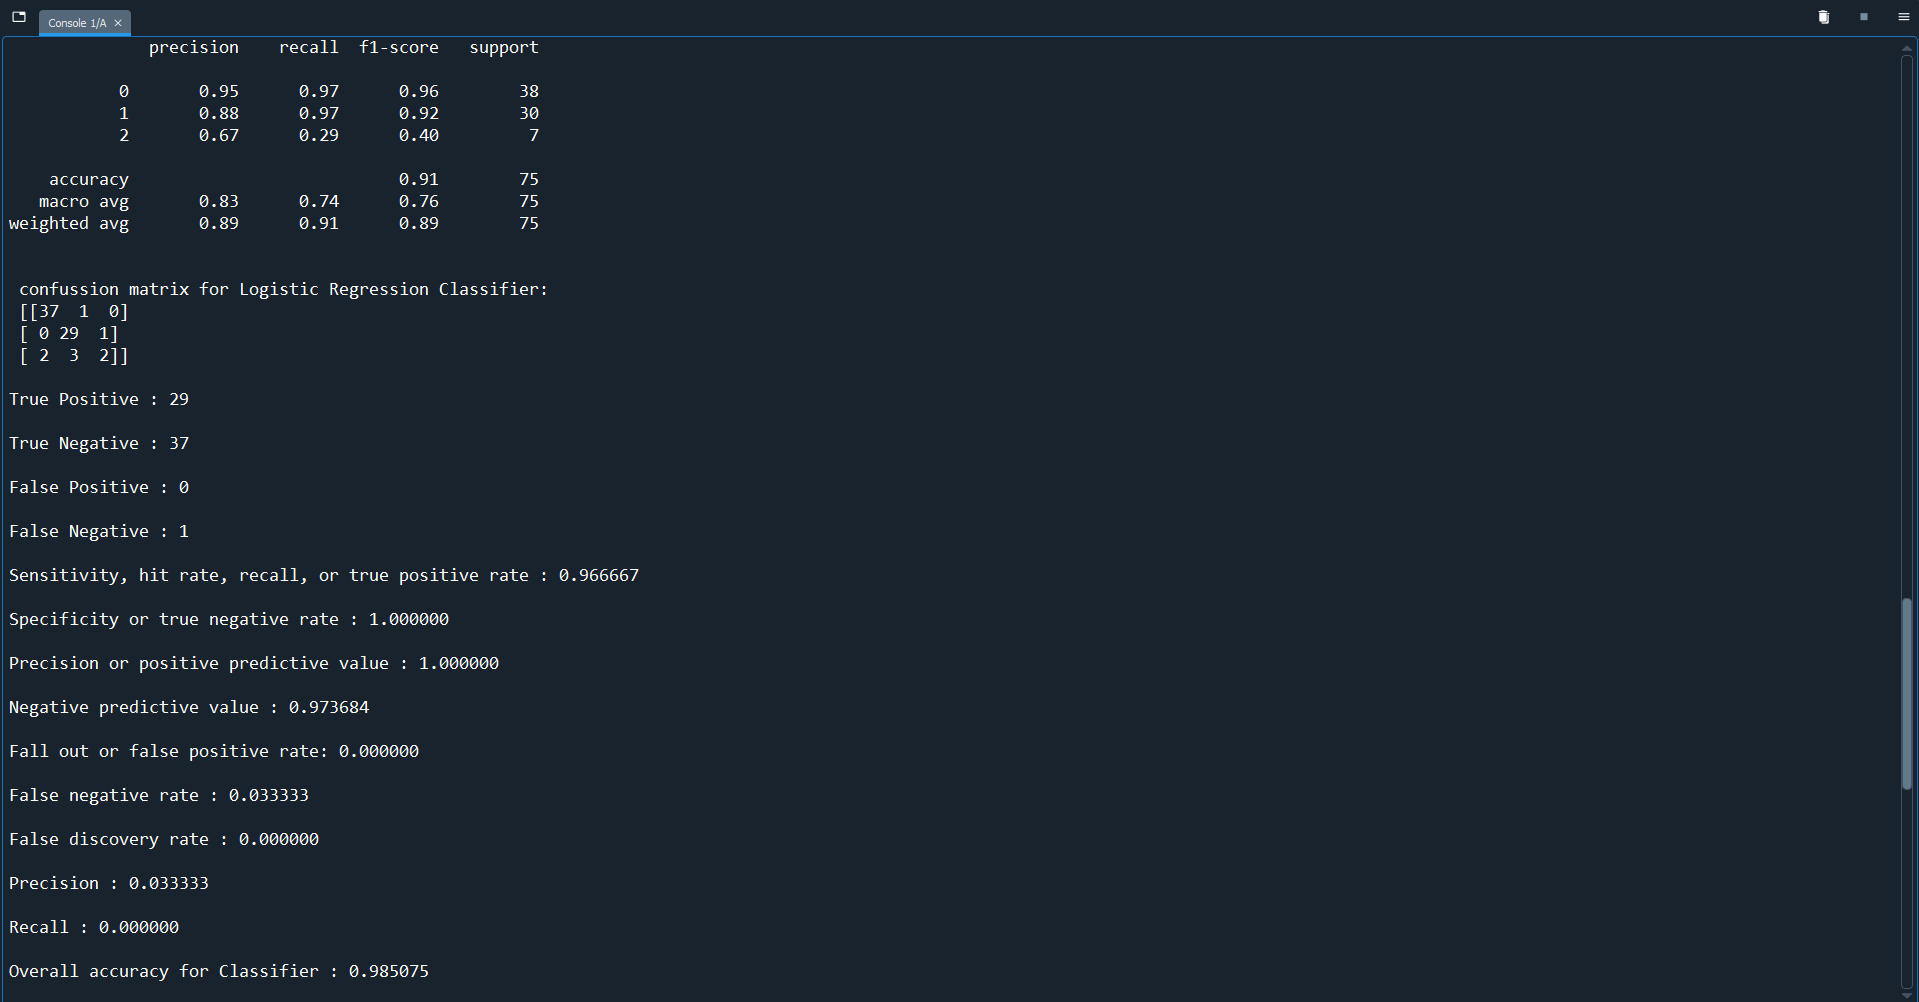 Console 1/A ×
precision recall f1-score support
0 0.95 0.97 0.96 38
1 0.88 0.97 0.92 30
2 0.67 0.29 0.40 7
accuracy 0.91 75
macro avg 0.83 0.74 0.76 75
weighted avg 0.89 0.91 0.89 75
confussion matrix for Logistic Regression Classifier:
[[37 1 0]
[ 0 29 1]
[ 2 3 2]]
True Positive : 29
True Negative : 37
False Positive : 0
False Negative : 1
Sensitivity, hit rate, recall, or true positive rate : 0.966667
Specificity or true negative rate : 1.000000
Precision or positive predictive value : 1.000000
Negative predictive value : 0.973684
Fall out or false positive rate: 0.000000
False negative rate : 0.033333
False discovery rate : 0.000000
Precision : 0.033333
Recall : 0.000000
Overall accuracy for Classifier : 0.985075